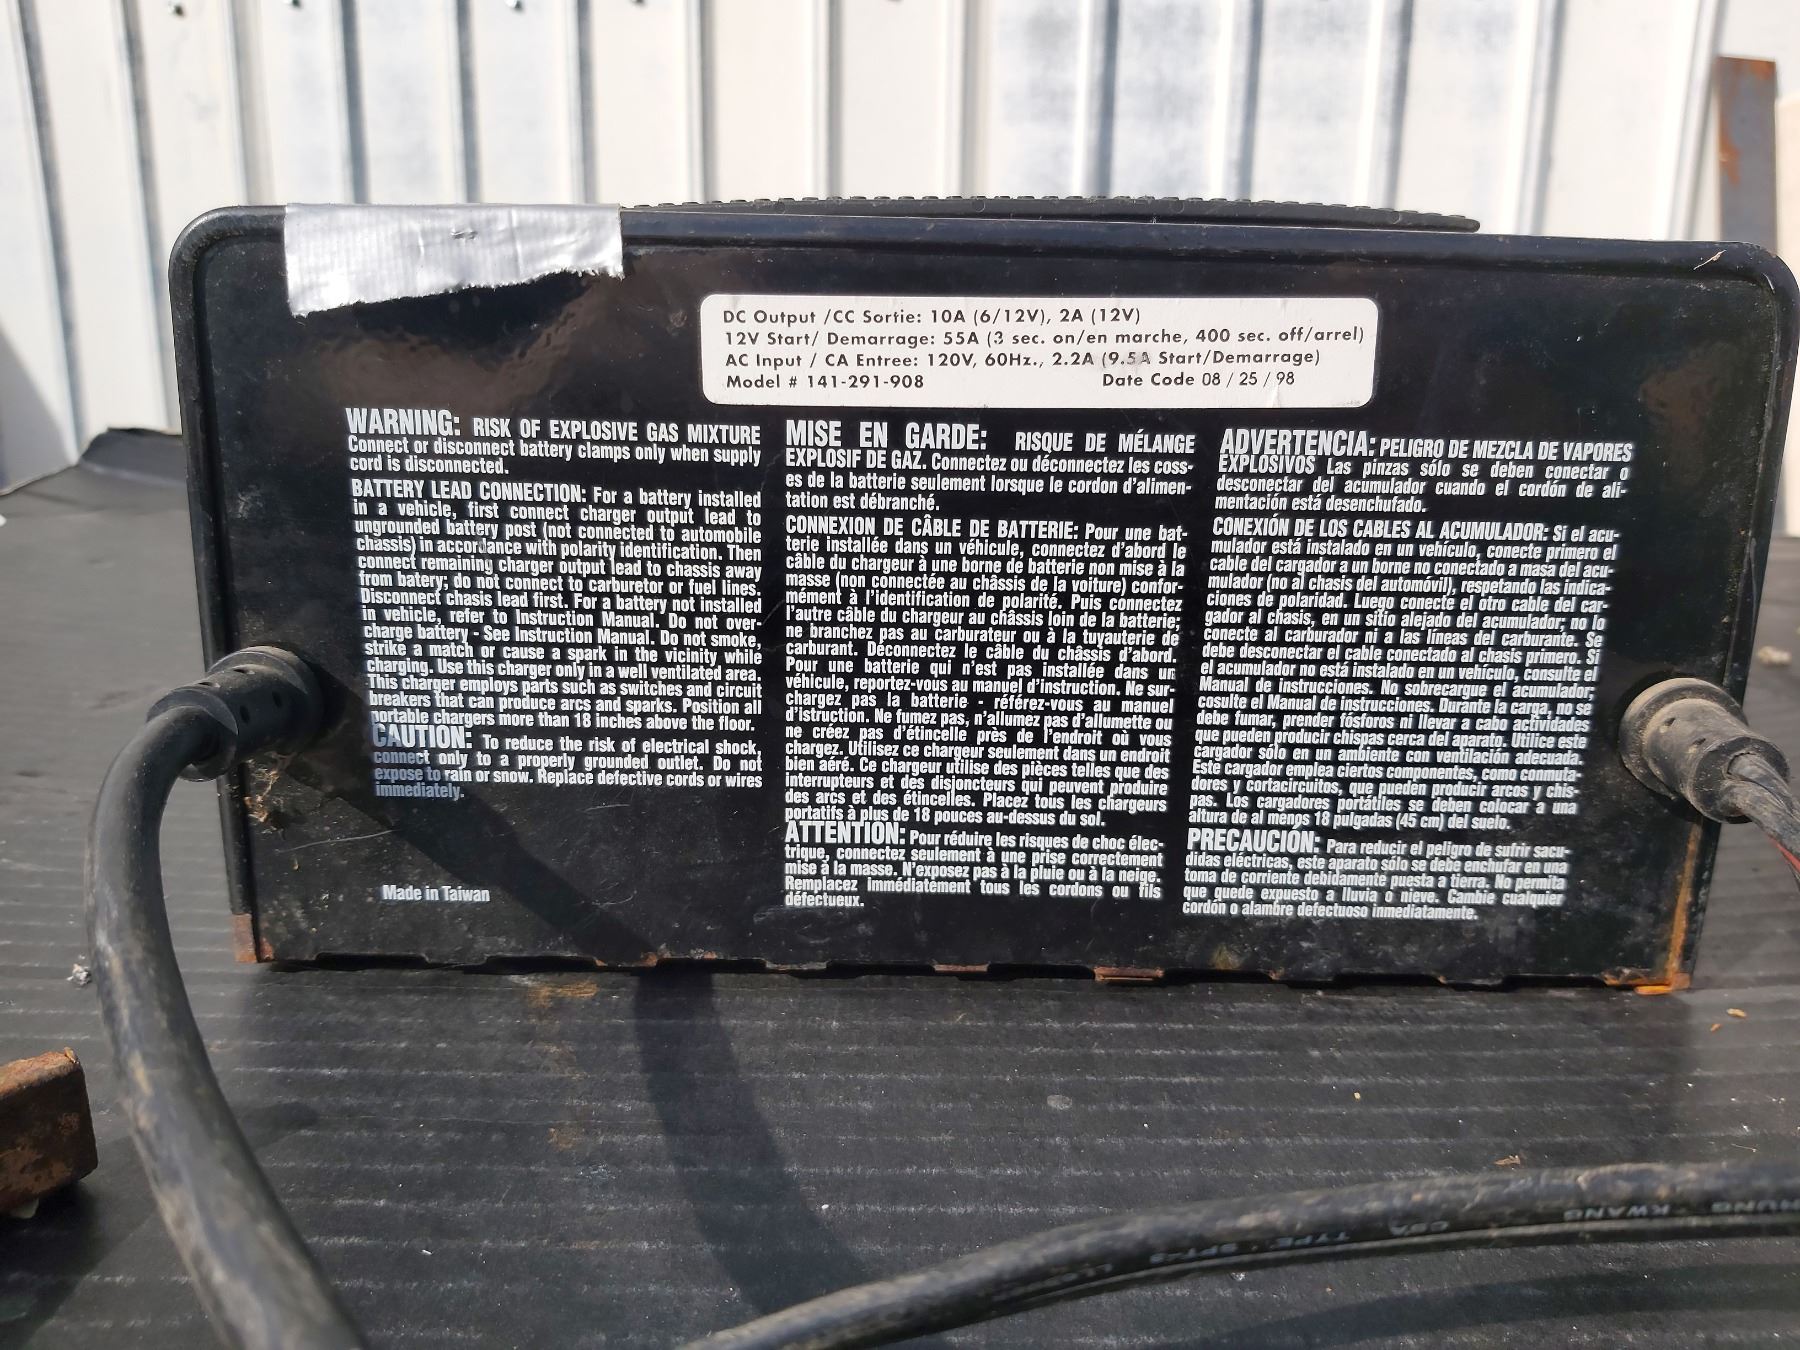 DC Output /CC Sortie: 10A (6/12V), 2A (12V)
12V Start/ Demarrage: 55A (3 sec. on/en marche, 400 sec. off/arrel)
AC Input / CA Entree: 120V, 60Hz., 2.2A (9.5A Start/Demarrage)
Model # 141-291-908 Date Code 08 / 25 / 98
WARNING: RISK OF EXPLOSIVE GAS MIXTURE
Connect or disconnect battery clamps only when supply
cord is disconnected.
BATTERY LEAD CONNECTION: For a battery installed
in a vehicle, first connect charger output lead to
ungrounded battery post (not connected to automobile
chassis) in accordance with polarity identification. Then
connect remaining charger output lead to chassis away
from batery; do not connect to carburetor or fuel lines.
Disconnect chasis lead first. For a battery not installed
in vehicle, refer to Instruction Manual. Do not over-
charge battery - See Instruction Manual. Do not smoke,
strike a match or cause a spark in the vicinity while
charging. Use this charger only in a well ventilated area.
This charger employs parts such as switches and circuit
breakers that can produce arcs and sparks. Position all
portable chargers more than 18 inches above the floor.
CAUTION: To reduce the risk of electrical shock,
connect only to a properly grounded outlet. Do not
expose to rain or snow. Replace defective cords or wires
immediately.
Made in Taiwan
MISE EN GARDE: RISQUE DE MÉLANGE
EXPLOSIF DE GAZ. Connectez ou déconnectez les coss-
es de la batterie seulement lorsque le cordon d'alimen-
tation est débranché.
CONNEXION DE CÂBLE DE BATTERIE: Pour une bat-
terie installée dans un véhicule, connectez d'abord le
câble du chargeur à une borne de batterie non mise à la
masse (non connectée au châssis de la voiture) confor-
mément à l'identification de polarité. Puis connectez
l'autre câble du chargeur au châssis loin de la batterie;
ne branchez pas au carburateur ou à la tuyauterie de
carburant. Déconnectez le câble du châssis d'abord.
Pour une batterie qui n'est pas installée dans un
véhicule, reportez-vous au manuel d'instruction. Ne sur-
chargez pas la batterie - référez-vous au manuel
d'istruction. Ne fumez pas, n'allumez pas d'allumette ou
ne créez pas d'étincelle près de l'endroit où vous
chargez. Utilisez ce chargeur seulement dans un endroit
bien aéré. Ce chargeur utilise des pièces telles que des
interrupteurs et des disjoncteurs qui peuvent produire
des arcs et des étincelles. Placez tous les chargeurs
portatifs à plus de 18 pouces au-dessus du sol.
ATTENTION: Pour réduire les risques de choc élec-
trique, connectez seulement à une prise correctement
mise à la masse. N'exposez pas à la pluie ou à la neige.
Remplacez immédiatement tous les cordons ou fils
défectueux.
ADVERTENCIA: PELIGRO DE MEZCLA DE VAPORES
EXPLOSIVOS Las pinzas sólo se deben conectar o
desconectar del acumulador cuando el cordón de ali-
mentación está desenchufado.
CONEXIÓN DE LOS CABLES AL ACUMULADOR: Si el acu-
mulador está instalado en un vehículo, conecte primero el
cable del cargador a un borne no conectado a masa del acu-
mulador (no al chasis del automóvil), respetando las indica-
ciones de polaridad. Luego conecte el otro cable del car-
gador al chasis, en un sitio alejado del acumulador; no lo
conecte al carburador ni a las líneas del carburante. Se
debe desconectar el cable conectado al chasis primero. Si
el acumulador no está instalado en un vehículo, consulte el
Manual de instrucciones. No sobrecargue el acumulador;
cosulte el Manual de instrucciones. Durante la carga, no se
debe fumar, prender fósforos ni llevar a cabo actividades
que pueden producir chispas cerca del aparato. Utilice este
cargador sólo en un ambiente con ventilación adecuada.
Este cargador emplea ciertos componentes, como conmuta-
dores y cortacircuitos, que pueden producir arcos y chis-
pas. Los cargadores portátiles se deben colocar a una
altura de al menos 18 pulgadas (45 cm) del suelo.
PRECAUCIÓN: Para reducir el peligro de sufrir sacu-
didas eléctricas, este aparato sólo se debe enchufar en una
toma de corriente debidamente puesta a tierra. No permita
que quede expuesto a lluvia o nieve. Cambie cualquier
cordón o alambre defectuoso inmediatamente.
TYPE SPT-3 CSA KWANG